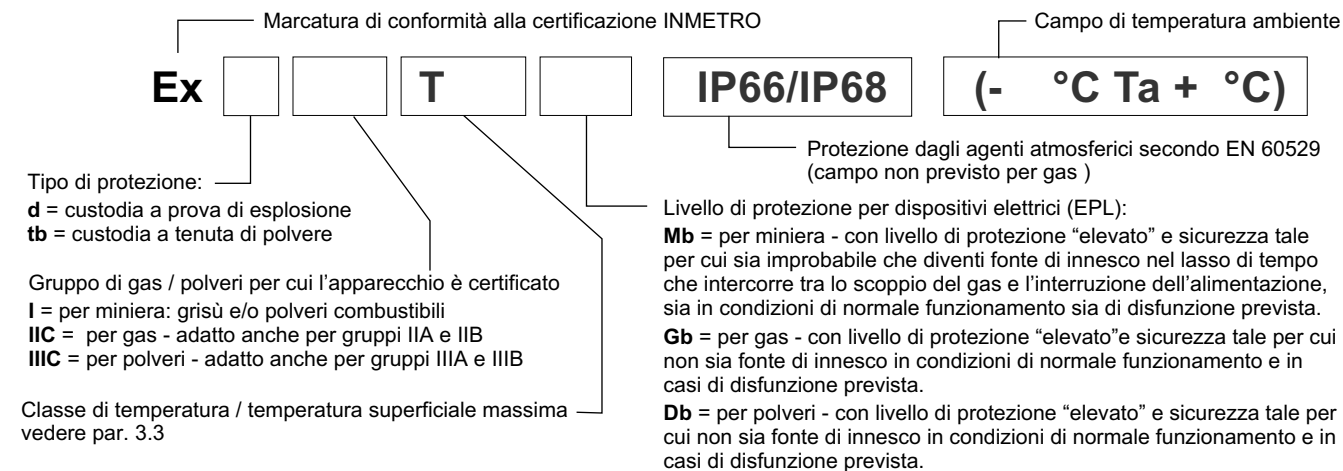 Marcatura di conformità alla certificazione INMETRO
Campo di temperatura ambiente
Ex T IP66/IP68 (- °C Ta + °C)
Protezione dagli agenti atmosferici secondo EN 60529
(campo non previsto per gas )
Tipo di protezione:
d = custodia a prova di esplosione
tb = custodia a tenuta di polvere
Gruppo di gas / polveri per cui l'apparecchio è certificato
I = per miniera: grisù e/o polveri combustibili
IIC = per gas - adatto anche per gruppi IIA e IIB
IIIC = per polveri - adatto anche per gruppi IIIA e IIIB
Classe di temperatura / temperatura superficiale massima
vedere par. 3.3
Livello di protezione per dispositivi elettrici (EPL):
Mb = per miniera - con livello di protezione “elevato” e sicurezza tale
per cui sia improbabile che diventi fonte di innesco nel lasso di tempo
che intercorre tra lo scoppio del gas e l'interruzione dell'alimentazione,
sia in condizioni di normale funzionamento sia di disfunzione prevista.
Gb = per gas - con livello di protezione “elevato”e sicurezza tale per cui
non sia fonte di innesco in condizioni di normale funzionamento e in
casi di disfunzione prevista.
Db = per polveri - con livello di protezione “elevato” e sicurezza tale per
cui non sia fonte di innesco in condizioni di normale funzionamento e in
casi di disfunzione prevista.